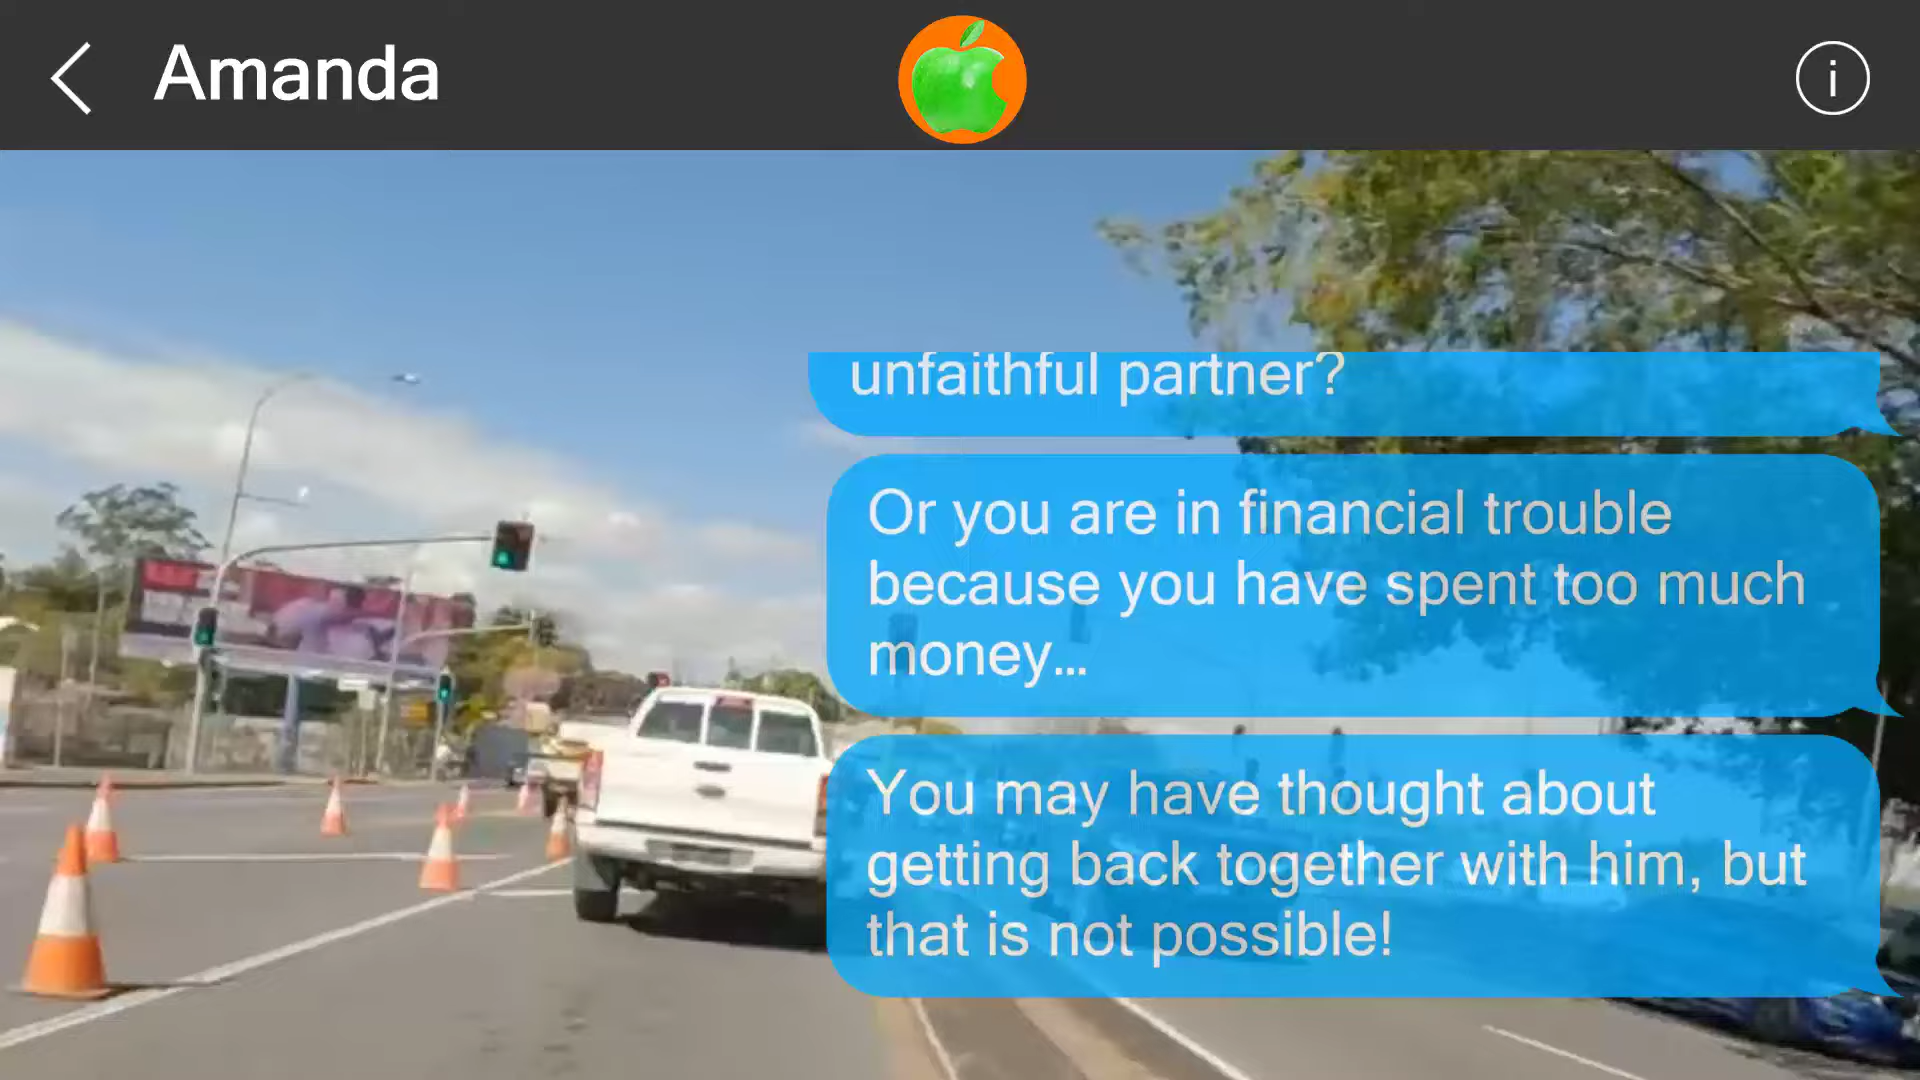 Amanda
unfaithful partner?
Or you are in financial trouble
because you have spent too much
money...
You may have thought about
getting back together with him, but
that is not possible!